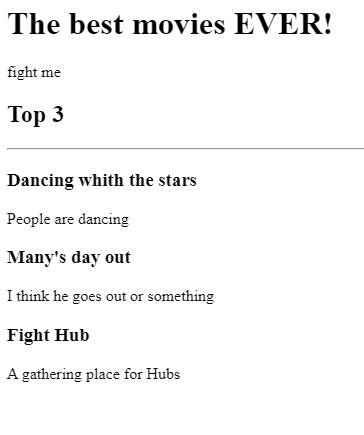 The best movies EVER!
fight me
Top 3
Dancing whith the stars
People are dancing
Many's day out
I think he goes out or something
Fight Hub
A gathering place for Hubs